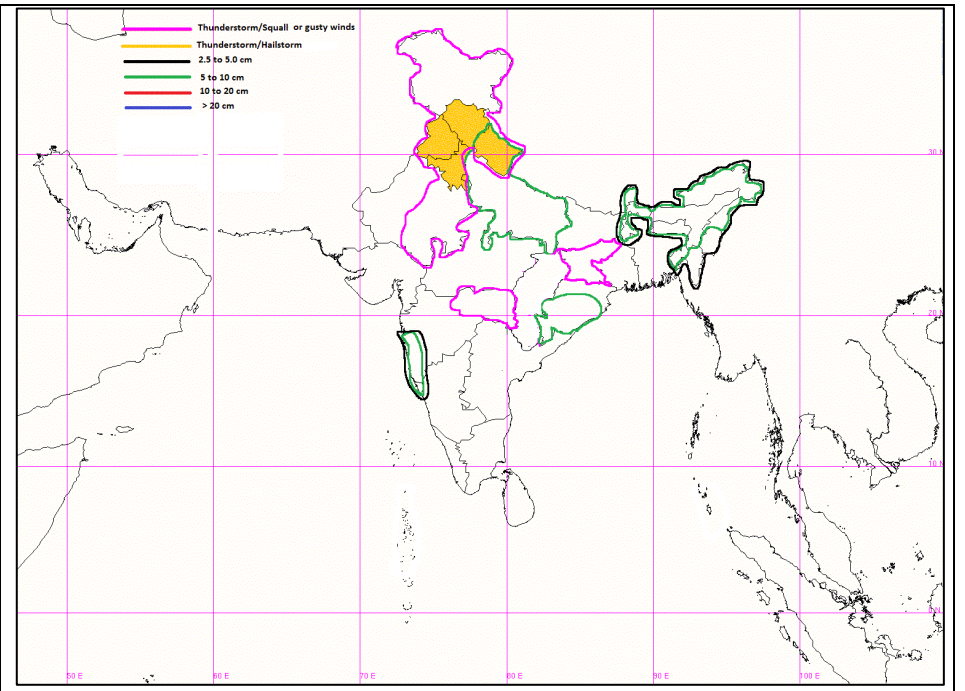 Thunderstorm/Squall or gusty winds
Thunderstorm/Hailstorm
2.5 to 5.0 cm
5 to 10 cm
10 to 20 cm
> 20 cm
30 N
20 N
10 N
50 E
60 E
70 E
80 E
90 E
100 E